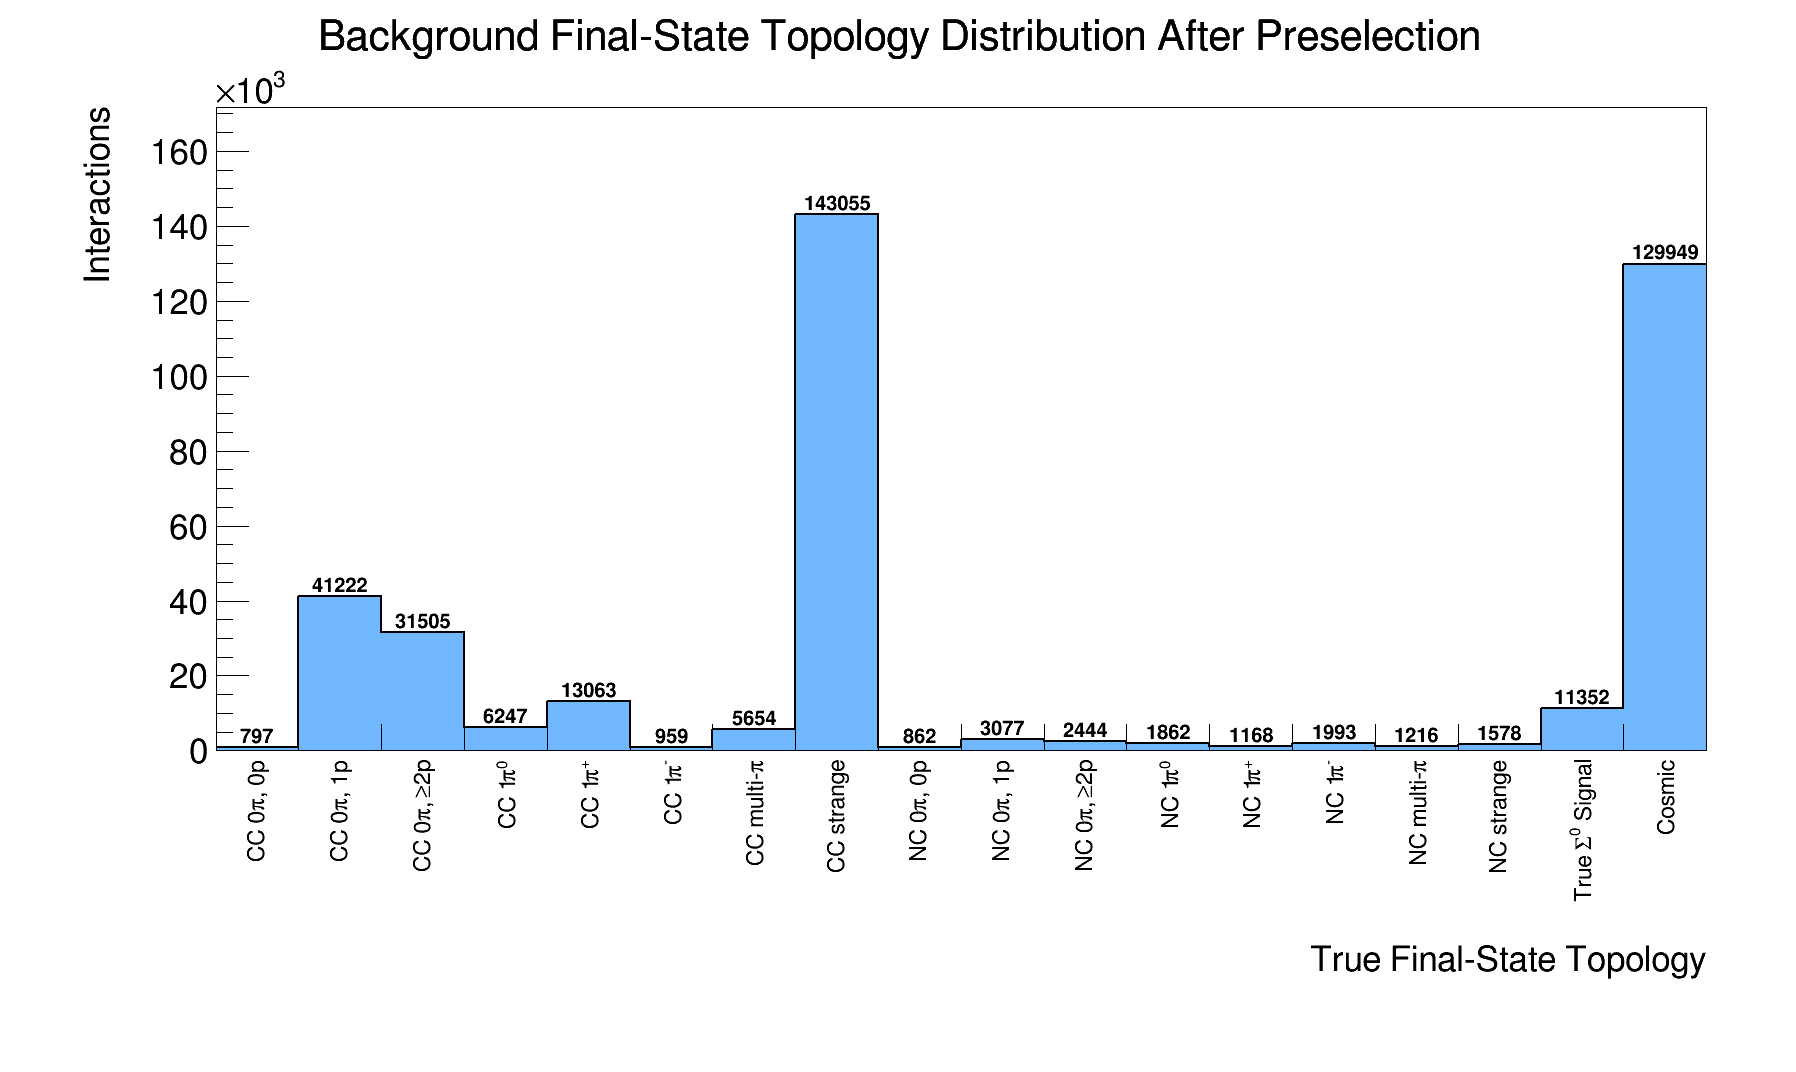 Background Final-State Topology Distribution After Preselection
×10³
Interactions
160
140
120
100
80
60
40
20
0
797
41222
31505
6247
13063
959
5654
143055
862
3077
2444
1862
1168
1993
1216
1578
11352
129949
CC 0π, 0p
CC 0π, 1p
CC 0π, ≥2p
CC 1π⁰
CC 1π⁺
CC 1π⁻
CC multi-π
CC strange
NC 0π, 0p
NC 0π, 1p
NC 0π, ≥2p
NC 1π⁰
NC 1π⁺
NC 1π⁻
NC multi-π
NC strange
True Σ⁰ Signal
Cosmic
True Final-State Topology